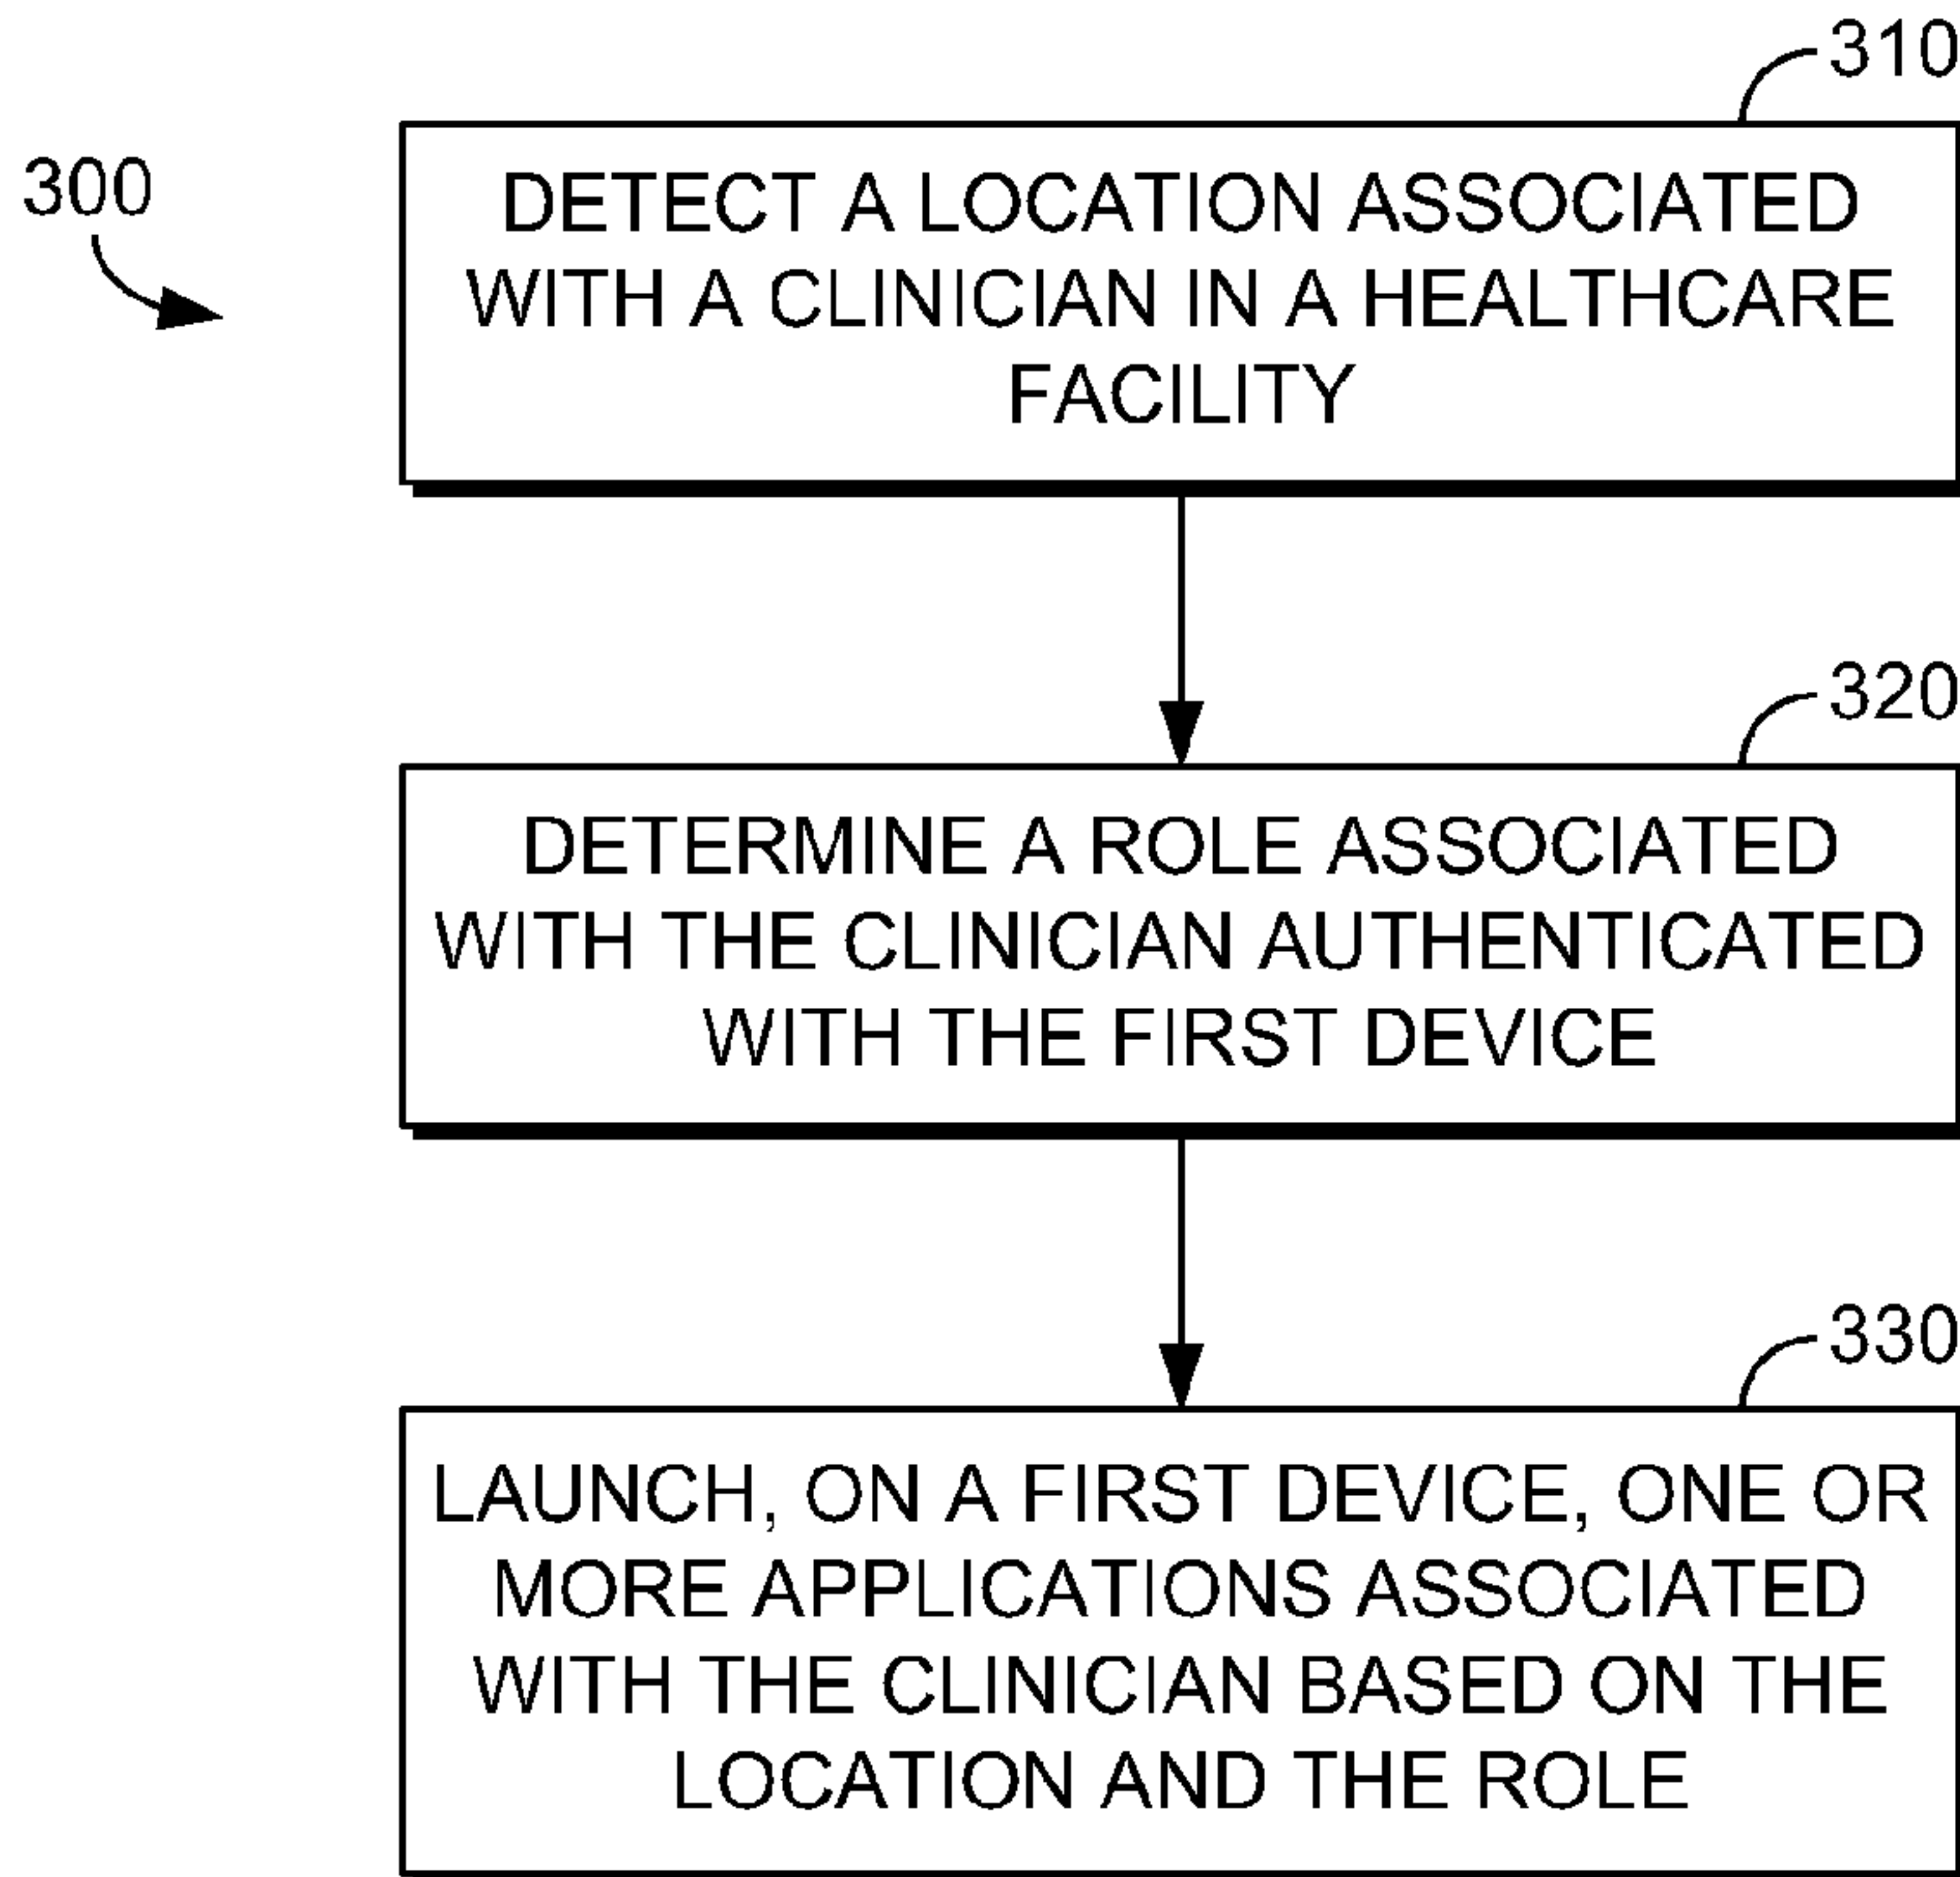 310
300
DETECT A LOCATION ASSOCIATED
WITH A CLINICIAN IN A HEALTHCARE
FACILITY
320
DETERMINE A ROLE ASSOCIATED
WITH THE CLINICIAN AUTHENTICATED
WITH THE FIRST DEVICE
330
LAUNCH, ON A FIRST DEVICE, ONE OR
MORE APPLICATIONS ASSOCIATED
WITH THE CLINICIAN BASED ON THE
LOCATION AND THE ROLE